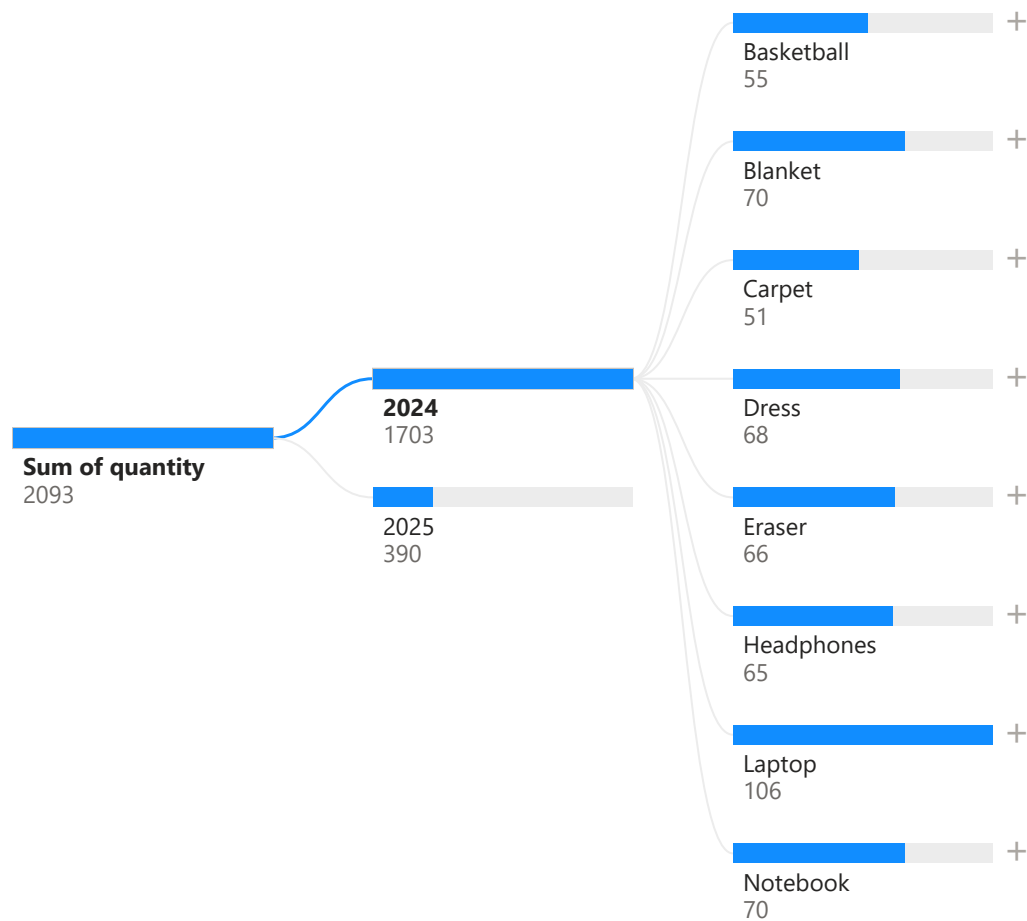 Sum of quantity
2093
2024
1703
2025
390
Basketball
55
Blanket
70
Carpet
51
Dress
68
Eraser
66
Headphones
65
Laptop
106
Notebook
70